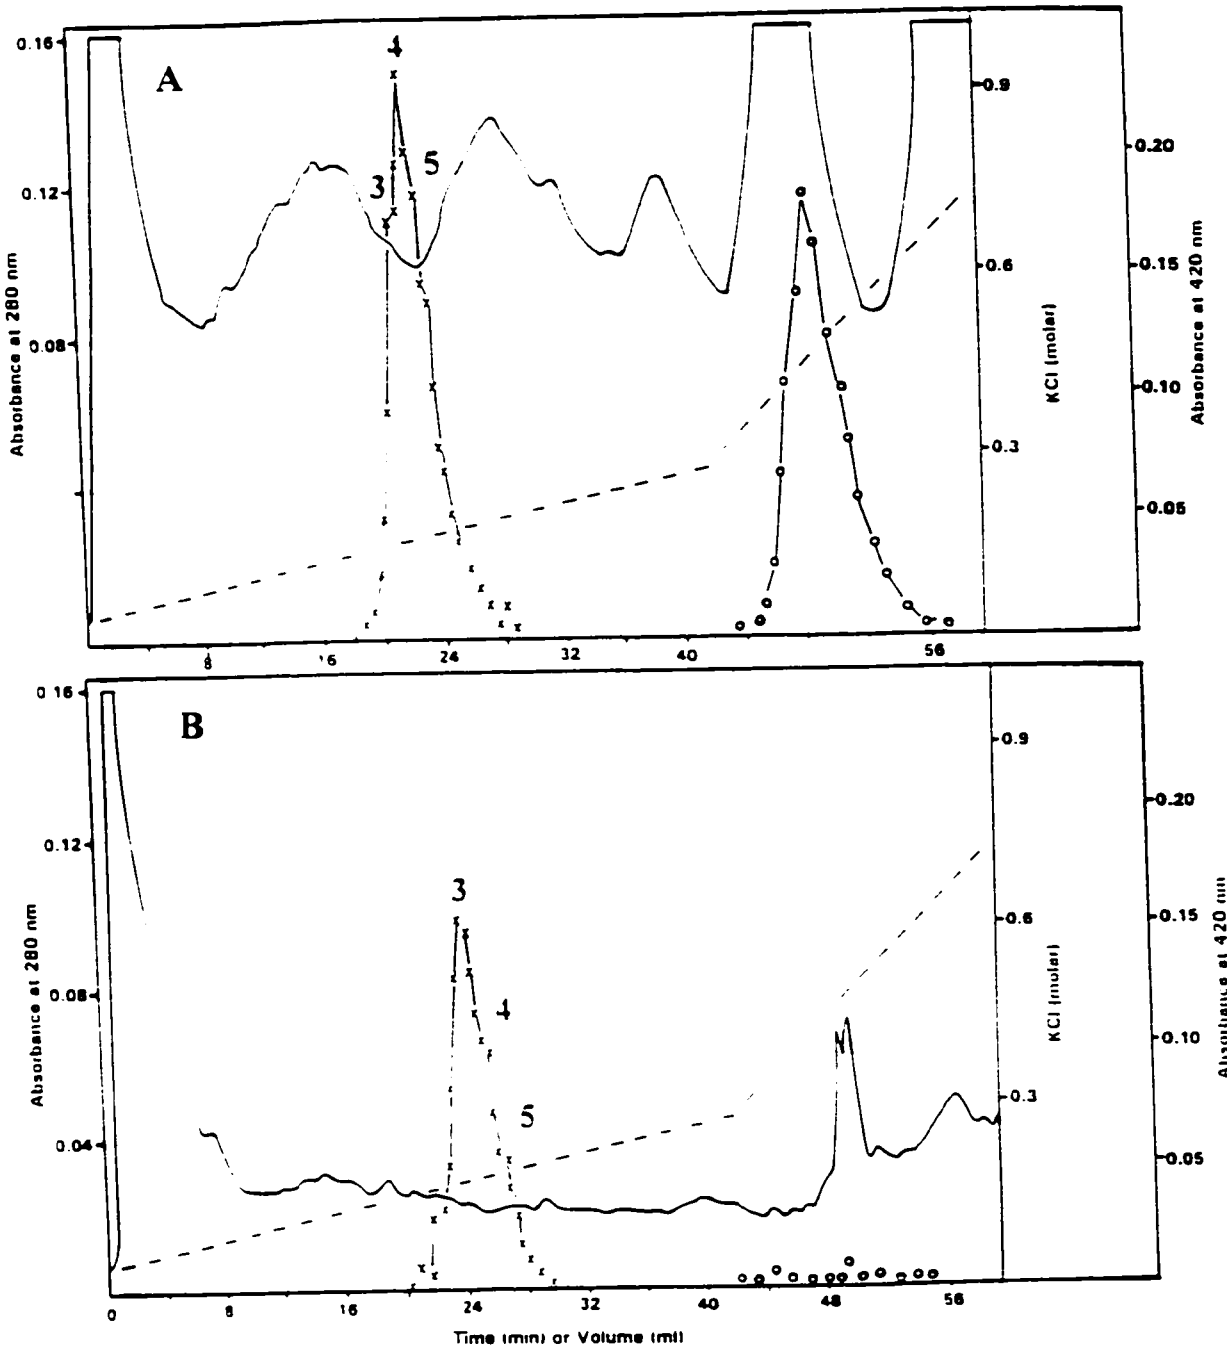 A
4
5
3
0.16
0.12
0.08
Absorbance at 280 nm
0.9
0.6
0.3
KCl (molar)
0.20
0.15
0.10
0.05
Absorbance at 420 nm
8 16 24 32 40 56
B
3
4
5
0.16
0.12
0.08
0.04
Absorbance at 280 nm
0.9
0.6
0.3
KCl (molar)
0.20
0.15
0.10
0.05
Absorbance at 420 nm
0 8 16 24 32 40 48 56
Time (min) or Volume (ml)